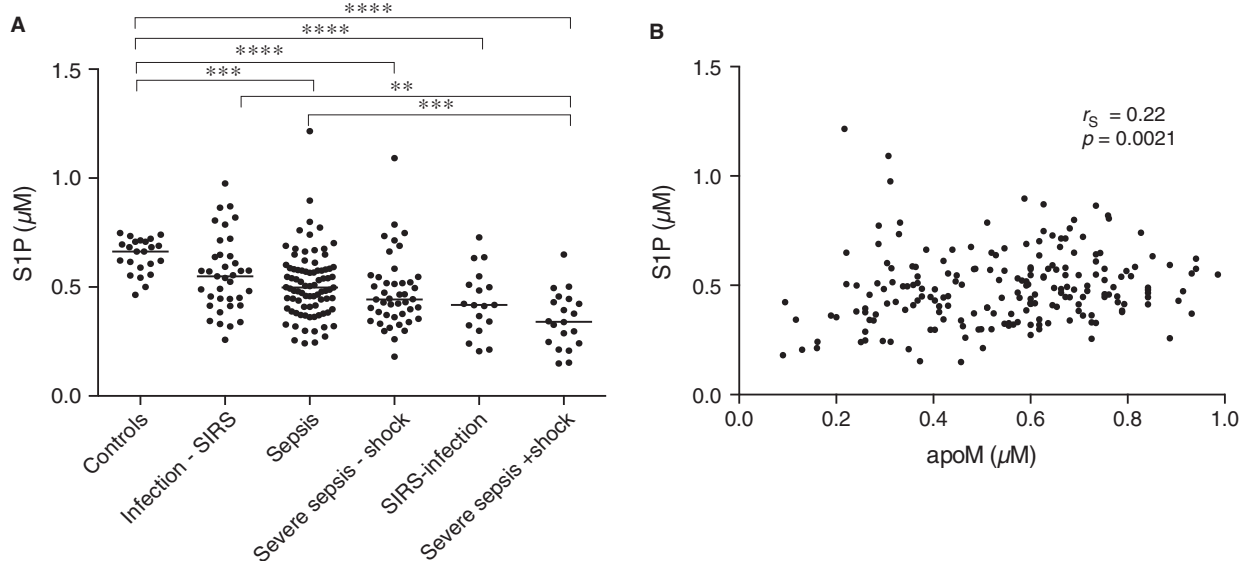 A
****
****
****
***
**
***
1.5
1.0
0.5
0.0
S1P (µM)
Controls
Infection - SIRS
Sepsis
Severe sepsis - shock
SIRS-infection
Severe sepsis +shock
B
1.5
1.0
0.5
0.0
S1P (µM)
rS = 0.22
p = 0.0021
0.0 0.2 0.4 0.6 0.8 1.0
apoM (µM)